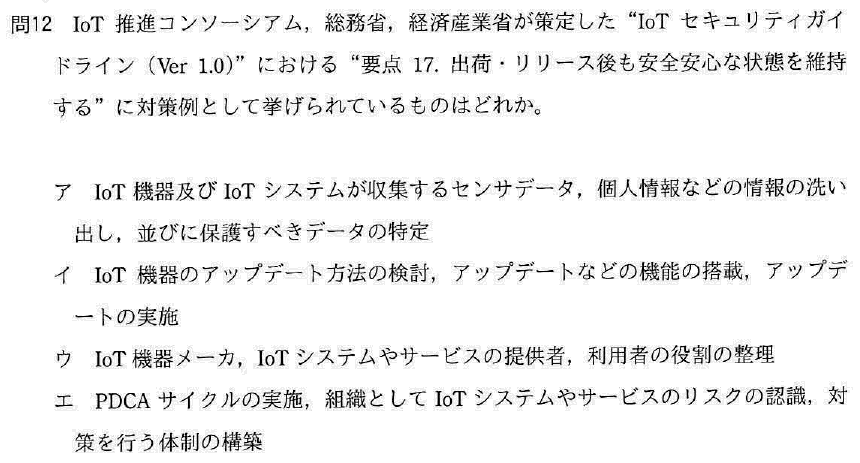 問12 IoT 推進コンソーシアム，総務省，経済産業省が策定した “IoT セキュリティガイ
ドライン（Ver 1.0）” における “要点 17. 出荷・リリース後も安全安心な状態を維持
する” に対策例として挙げられているものはどれか。
ア IoT 機器及び IoT システムが収集するセンサデータ，個人情報などの情報の洗い
出し，並びに保護すべきデータの特定
イ IoT 機器のアップデート方法の検討，アップデートなどの機能の搭載，アップデ
ートの実施
ウ IoT 機器メーカ，IoT システムやサービスの提供者，利用者の役割の整理
エ PDCA サイクルの実施，組織として IoT システムやサービスのリスクの認識，対
策を行う体制の構築